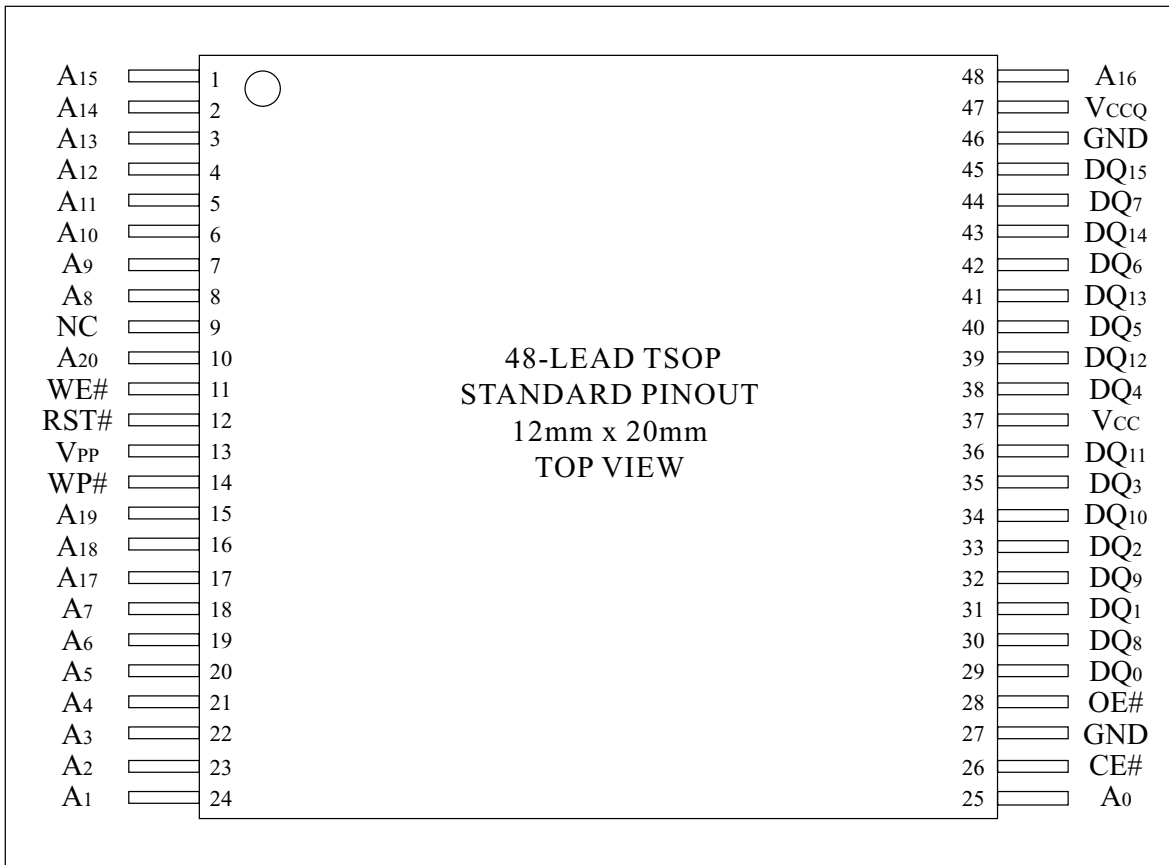 A15 1 48 A16
A14 2 47 VCCQ
A13 3 46 GND
A12 4 45 DQ15
A11 5 44 DQ7
A10 6 43 DQ14
A9 7 42 DQ6
A8 8 41 DQ13
NC 9 40 DQ5
A20 10 39 DQ12
WE# 11 38 DQ4
RST# 12 37 VCC
VPP 13 36 DQ11
WP# 14 35 DQ3
A19 15 34 DQ10
A18 16 33 DQ2
A17 17 32 DQ9
A7 18 31 DQ1
A6 19 30 DQ8
A5 20 29 DQ0
A4 21 28 OE#
A3 22 27 GND
A2 23 26 CE#
A1 24 25 A0
48-LEAD TSOP
STANDARD PINOUT
12mm x 20mm
TOP VIEW